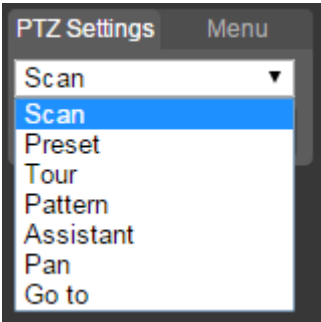 PTZ Settings Menu
Scan
Scan
Preset
Tour
Pattern
Assistant
Pan
Go to